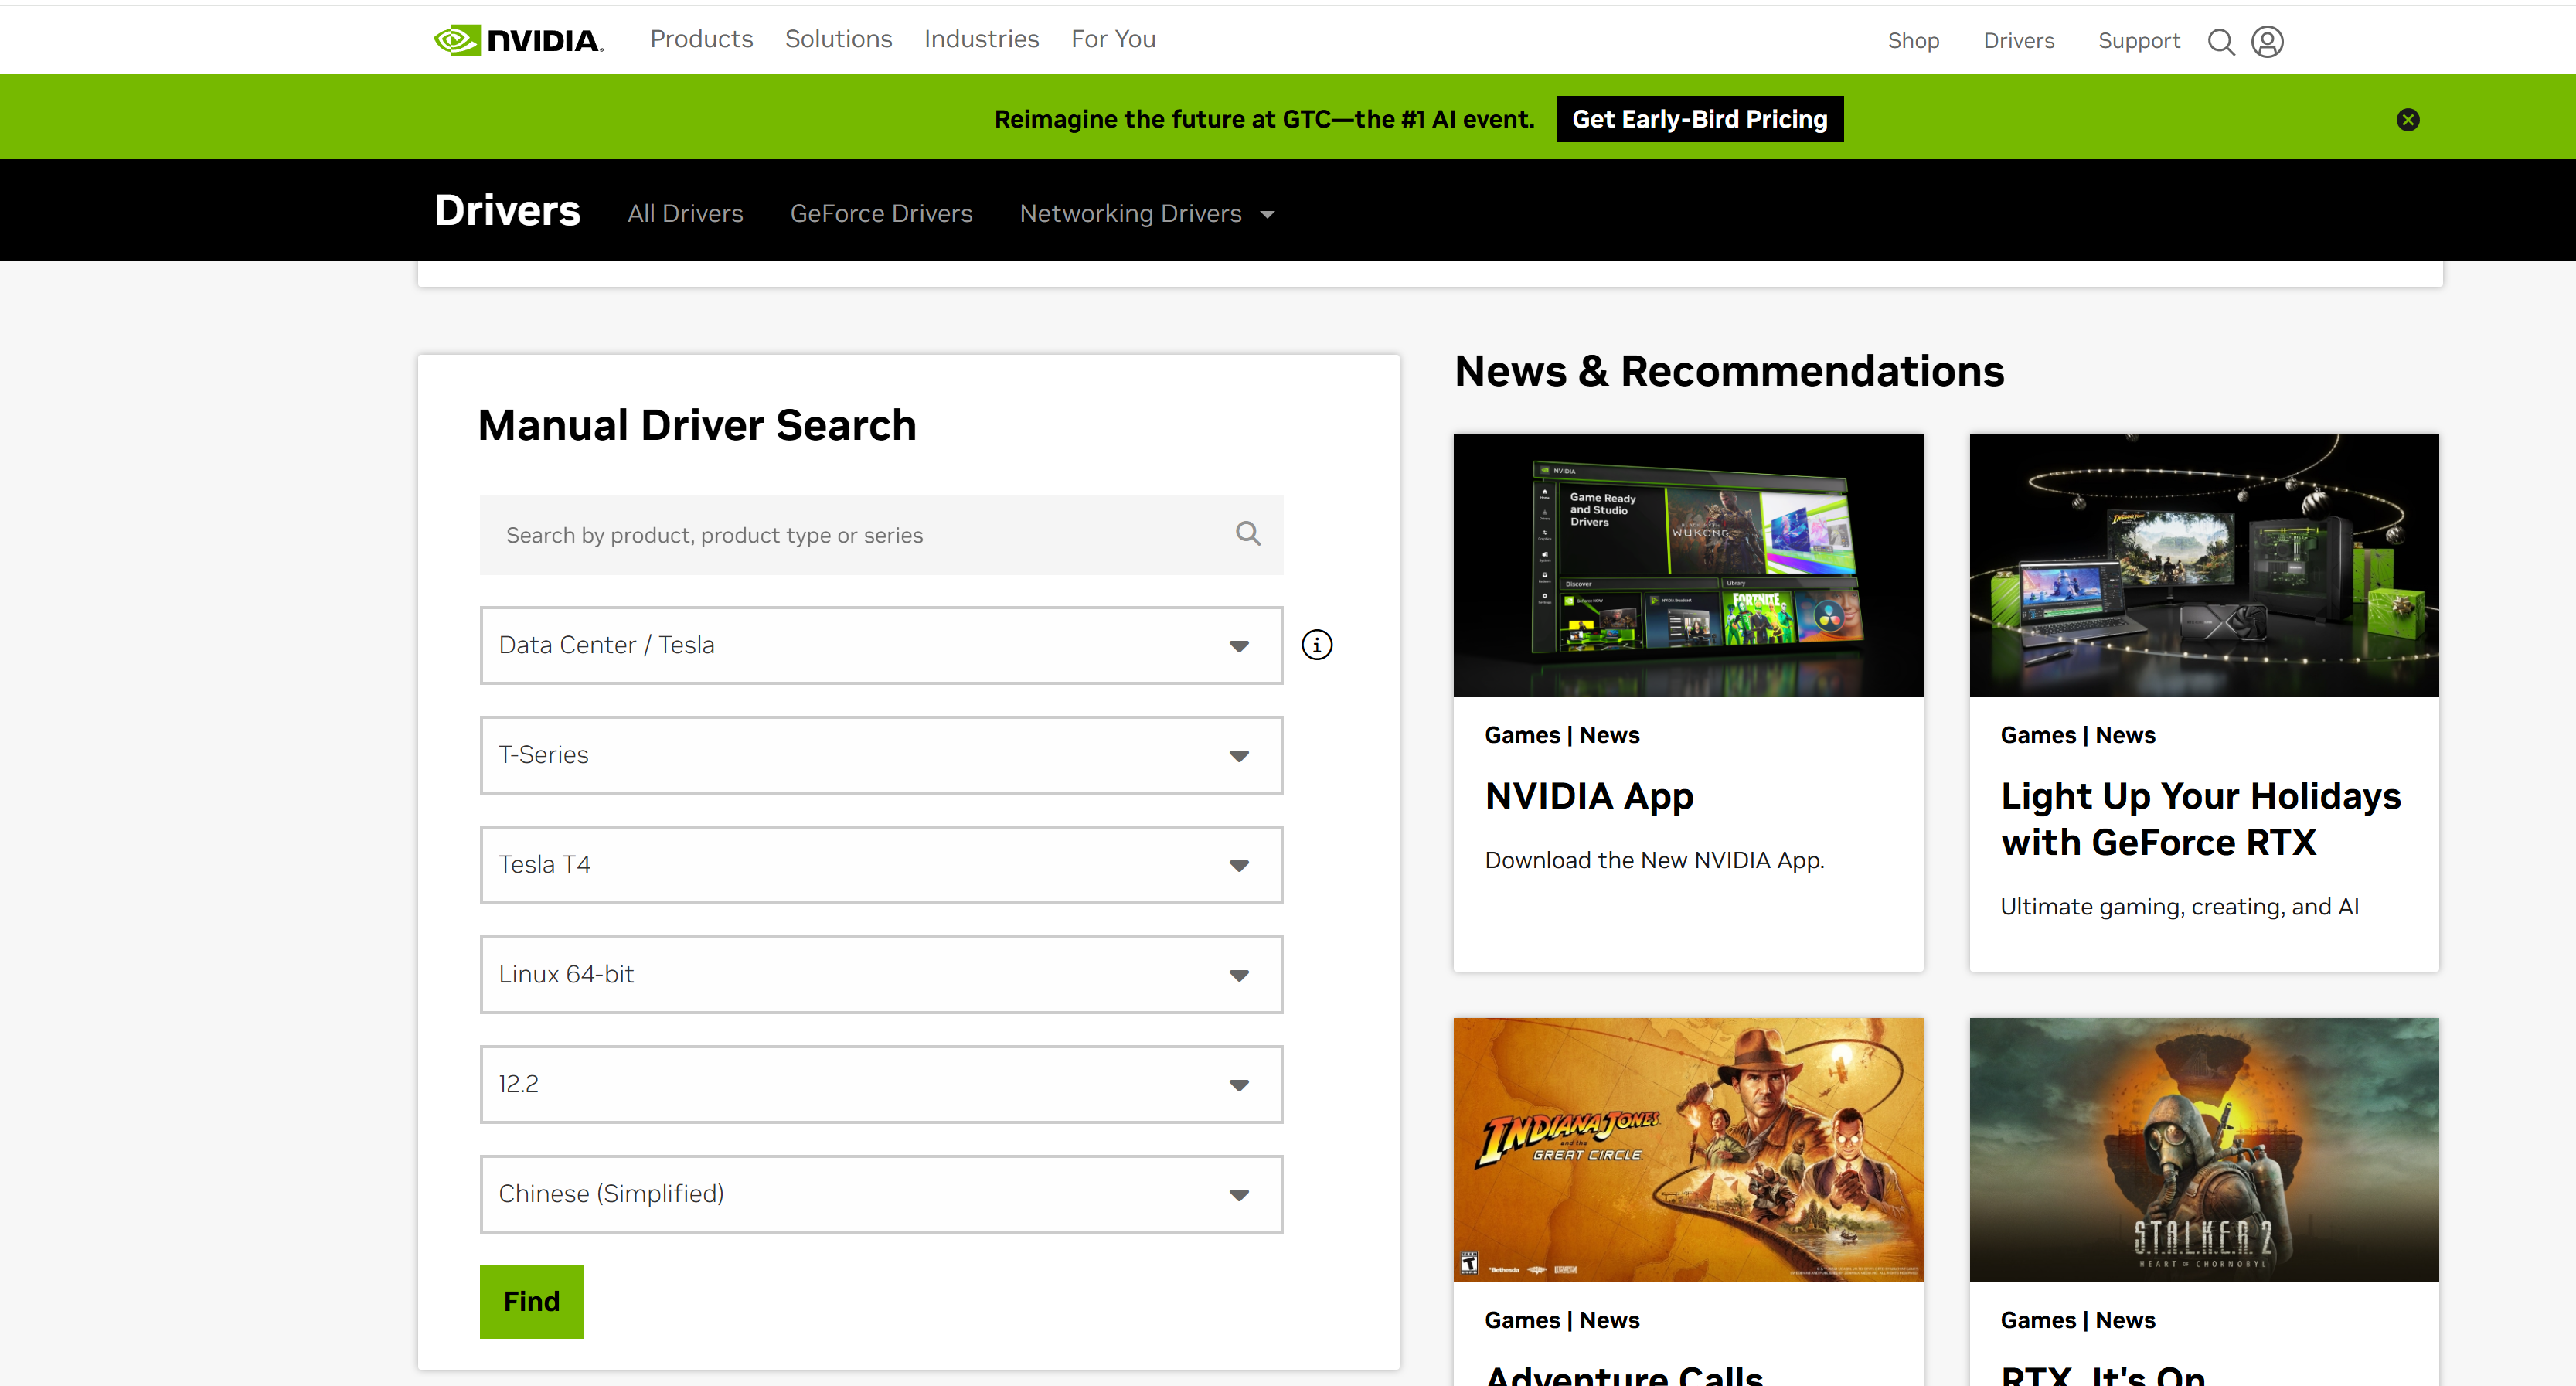 NVIDIA.
Products
Solutions
Industries
For You
Shop
Drivers
Support
Reimagine the future at GTC—the #1 AI event.
Get Early-Bird Pricing
Drivers
All Drivers
GeForce Drivers
Networking Drivers
Manual Driver Search
Search by product, product type or series
Data Center / Tesla
T-Series
Tesla T4
Linux 64-bit
12.2
Chinese (Simplified)
Find
News & Recommendations
NVIDIA
Game Ready
and Studio
Drivers
WUKONG
Discover
Library
FORTNITE
Games | News
NVIDIA App
Download the New NVIDIA App.
Games | News
Light Up Your Holidays
with GeForce RTX
Ultimate gaming, creating, and AI
INDIANA JONES
and the
GREAT CIRCLE
T
Bethesda
Games | News
Adventure Calls
S.T.A.L.K.E.R. 2
HEART OF CHORNOBYL
Games | News
RTX. It's On